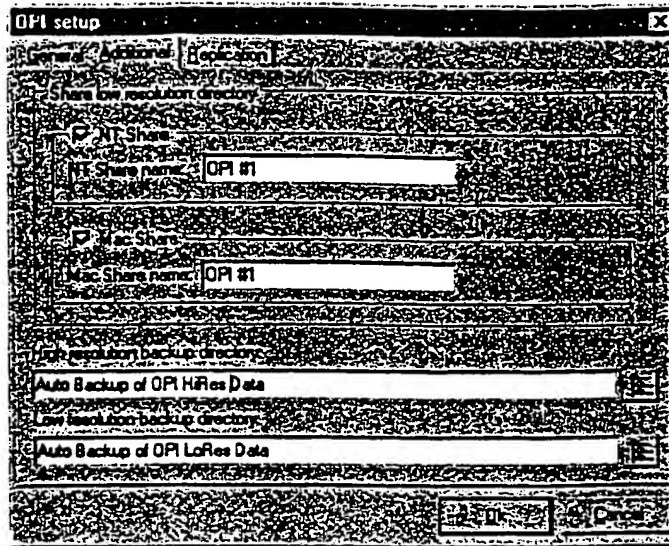 OPI setup
General Additional Replication
Share low resolution directory
NT Share
NT Share name: OPI #1
Mac Share
Mac Share name: OPI #1
High resolution backup directory:
Auto Backup of OPI HiRes Data
Low resolution backup directory:
Auto Backup of OPI LoRes Data
Cancel